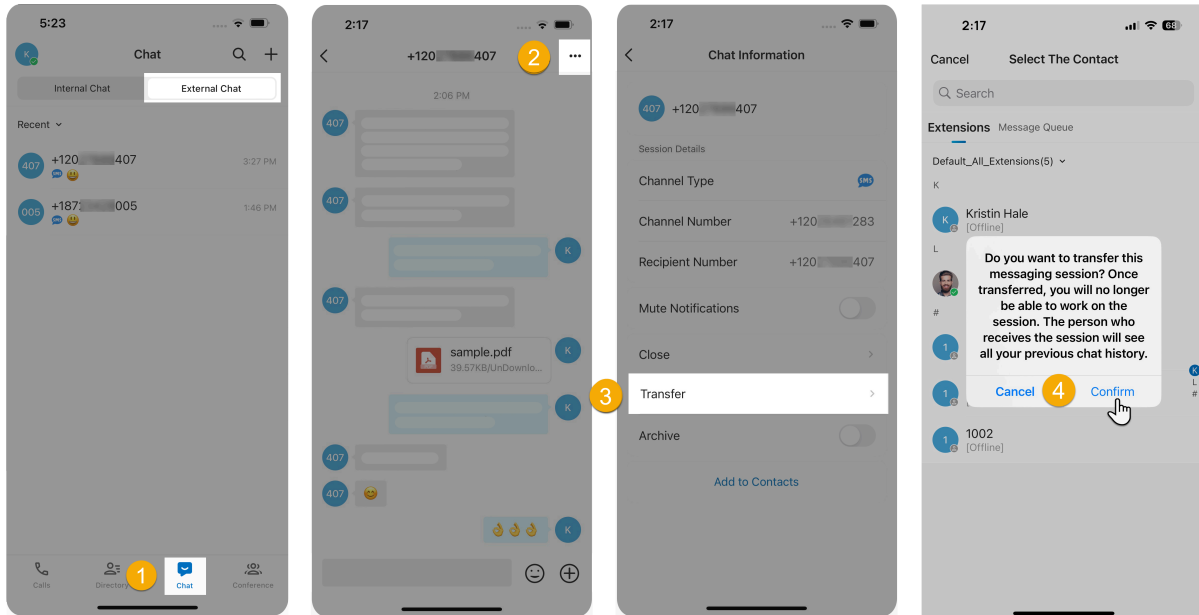 5:23
K
Chat
Internal Chat
External Chat
Recent
407
+120 407
3:27 PM
SMS
005
+187 005
1:46 PM
SMS
Calls
Directory
1
Chat
Conference
2:17
+120 407
2
2:06 PM
407
407
K
407
sample.pdf
39.57KB/UnDownlo...
K
K
407
407
K
2:17
Chat Information
407
+120 407
Session Details
Channel Type
SMS
Channel Number
+120 283
Recipient Number
+120 407
Mute Notifications
Close
3
Transfer
Archive
Add to Contacts
2:17
68
Cancel
Select The Contact
Search
Extensions
Message Queue
Default_All_Extensions(5)
K
K
Kristin Hale
[Offline]
L
#
Do you want to transfer this
messaging session? Once
transferred, you will no longer
be able to work on the
session. The person who
receives the session will see
all your previous chat history.
Cancel
4
Confirm
1
1
K
L
#
1
1002
[Offline]